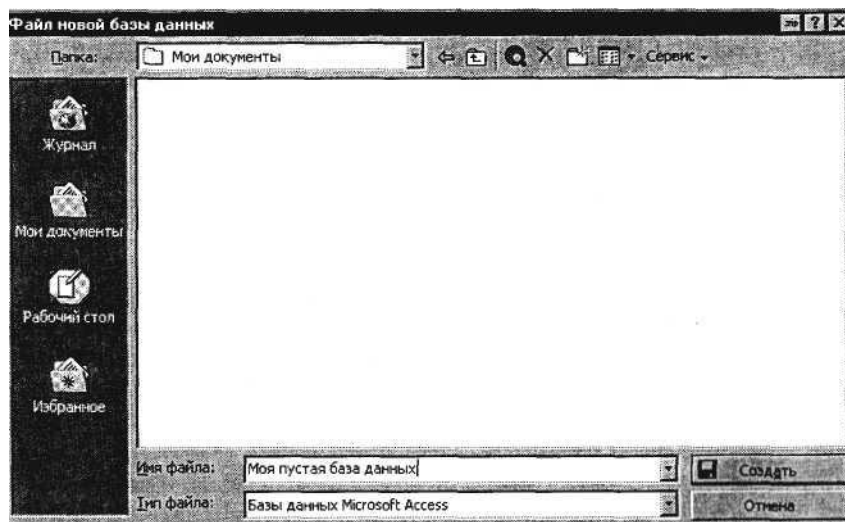 Файл новой базы данных
Папка:
Мои документы
Сервис
Журнал
Мои документы
Рабочий стол
Избранное
Имя файла:
Моя пустая база данных
Создать
Тип файла:
Базы данных Microsoft Access
Отмена